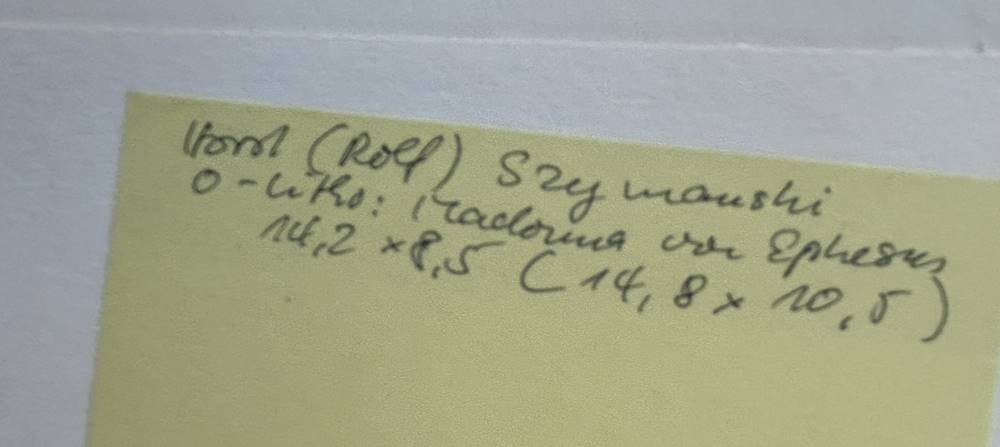 Horst (Rolf) Szymanski
O-Litho: Madonna von Ephesus
14,2 x 8,5 (14,8 x 10,5)